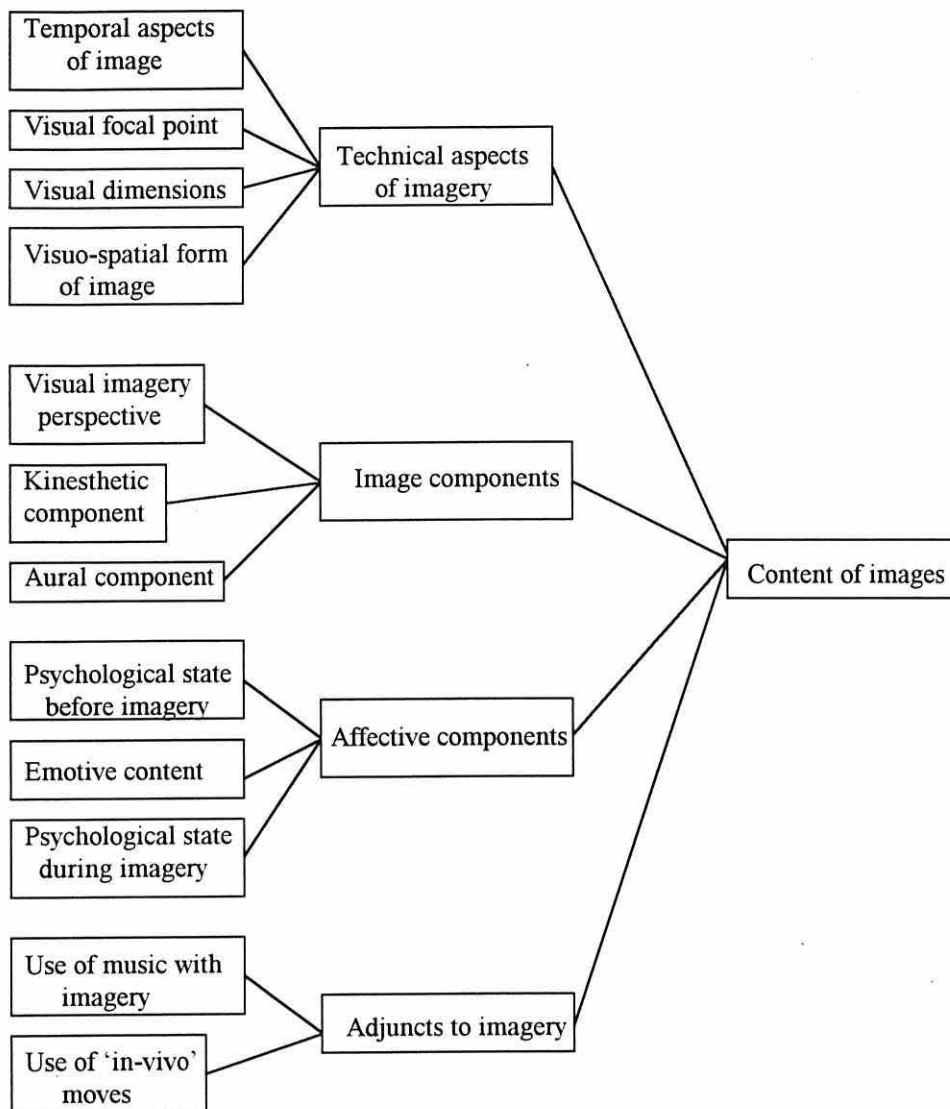 Temporal aspects
of image
Visual focal point
Visual dimensions
Visuo-spatial form
of image
Technical aspects
of imagery
Visual imagery
perspective
Kinesthetic
component
Aural component
Image components
Psychological state
before imagery
Emotive content
Psychological state
during imagery
Affective components
Use of music with
imagery
Use of ‘in-vivo’
moves
Adjuncts to imagery
Content of images